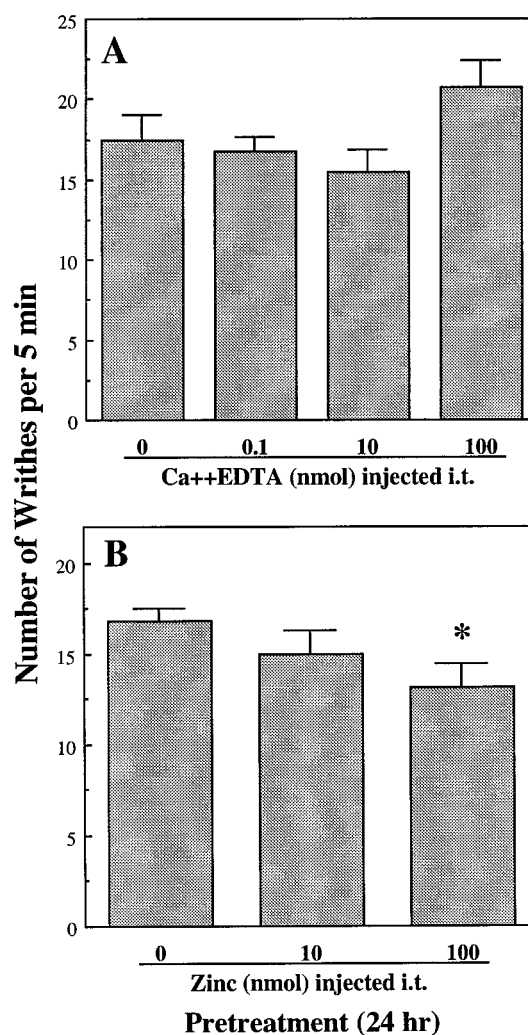 Number of Writhes per 5 min
A
25
20
15
10
5
0
0 0.1 10 100
Ca++EDTA (nmol) injected i.t.
B
20
15
10
5
0
*
0 10 100
Zinc (nmol) injected i.t.
Pretreatment (24 hr)